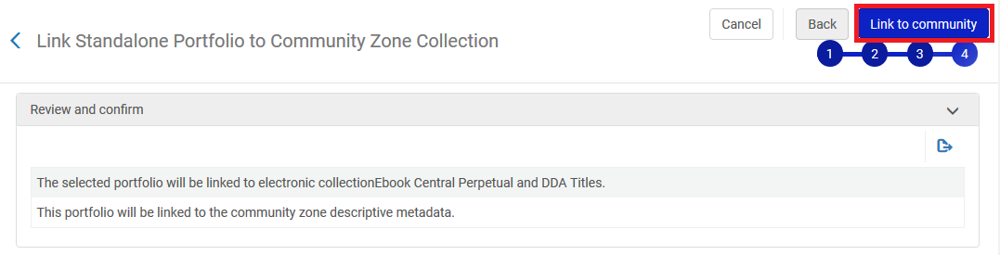 Link Standalone Portfolio to Community Zone Collection
Cancel
Back
Link to community
1
2
3
4
Review and confirm
The selected portfolio will be linked to electronic collectionEbook Central Perpetual and DDA Titles.
This portfolio will be linked to the community zone descriptive metadata.